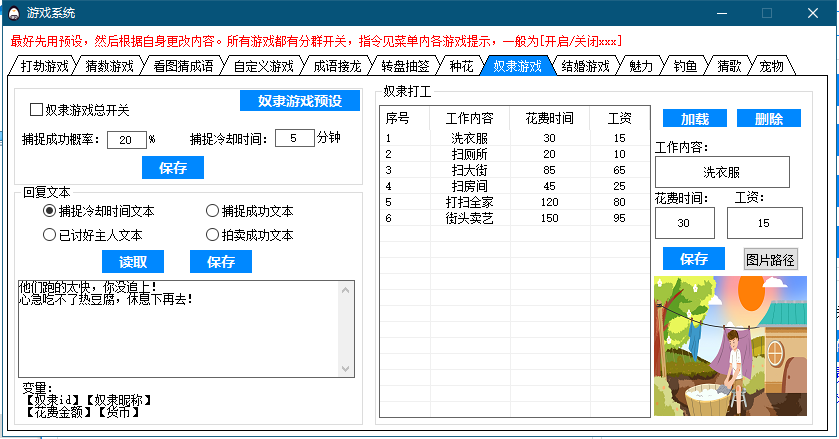 游戏系统
最好先用预设，然后根据自身更改内容。所有游戏都有分群开关，指令见菜单内各游戏提示，一般为[开启/关闭xxx]
打劫游戏 猜数游戏 看图猜成语 自定义游戏 成语接龙 转盘抽签 种花 奴隶游戏 结婚游戏 魅力 钓鱼 猜歌 宠物
奴隶游戏总开关 奴隶游戏预设
捕捉成功概率： 20 % 捕捉冷却时间： 5 分钟
保存
回复文本
捕捉冷却时间文本 捕捉成功文本
已讨好主人文本 拍卖成功文本
读取 保存
他们跑的太快，你没追上！
心急吃不了热豆腐，休息下再去！
变量：
【奴隶id】【奴隶昵称】
【花费金额】【货币】
奴隶打工
序号 工作内容 花费时间 工资
1 洗衣服 30 15
2 扫厕所 20 10
3 扫大街 85 65
4 扫房间 45 25
5 打扫全家 120 80
6 街头卖艺 150 95
加载 删除
工作内容：
洗衣服
花费时间： 工资：
30 15
保存 图片路径